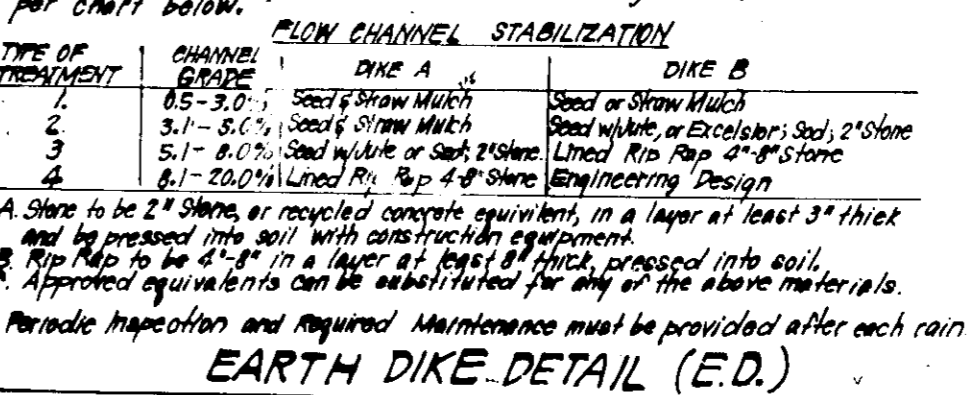 per chart below.
FLOW CHANNEL STABILIZATION
TYPE OF TREATMENT | CHANNEL GRADE | DIKE A | DIKE B
1. | 0.5-3.0% | Seed & Straw Mulch | Seed or Straw Mulch
2. | 3.1-5.0% | Seed & Straw Mulch | Seed w/Jute, or Excelsior; Sod; 2" Stone
3 | 5.1-8.0% | Seed w/Jute or Sod; 2" Stone | Lined Rip Rap 4"-8" Stone
4 | 8.1-20.0% | Lined Rip Rap 4-8" Stone | Engineering Design
A. Stone to be 2" Stone, or recycled concrete equivilent, in a layer at least 3" thick
and be pressed into soil with construction equipment.
B. Rip Rap to be 4"-8" in a layer at least 8" thick, pressed into soil.
Approved equivalents can be substituted for any of the above materials.
Periodic Inspection and Required Maintenance must be provided after each rain
EARTH DIKE DETAIL (E.D.)